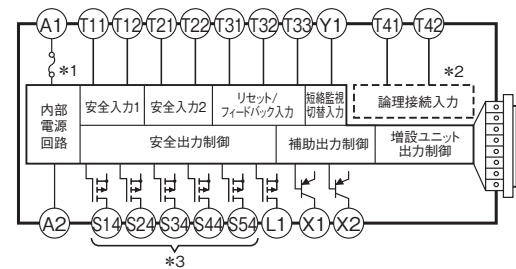 A1 T11 T12 T21 T22 T31 T32 T33 Y1 T41 T42
*1
*2
内部
電源
回路
安全入力1
安全入力2
リセット/
フィードバック入力
短絡監視
切替入力
論理接続入力
安全出力制御
補助出力制御
増設ユニット
出力制御
A2 S14 S24 S34 S44 S54 L1 X1 X2
*3